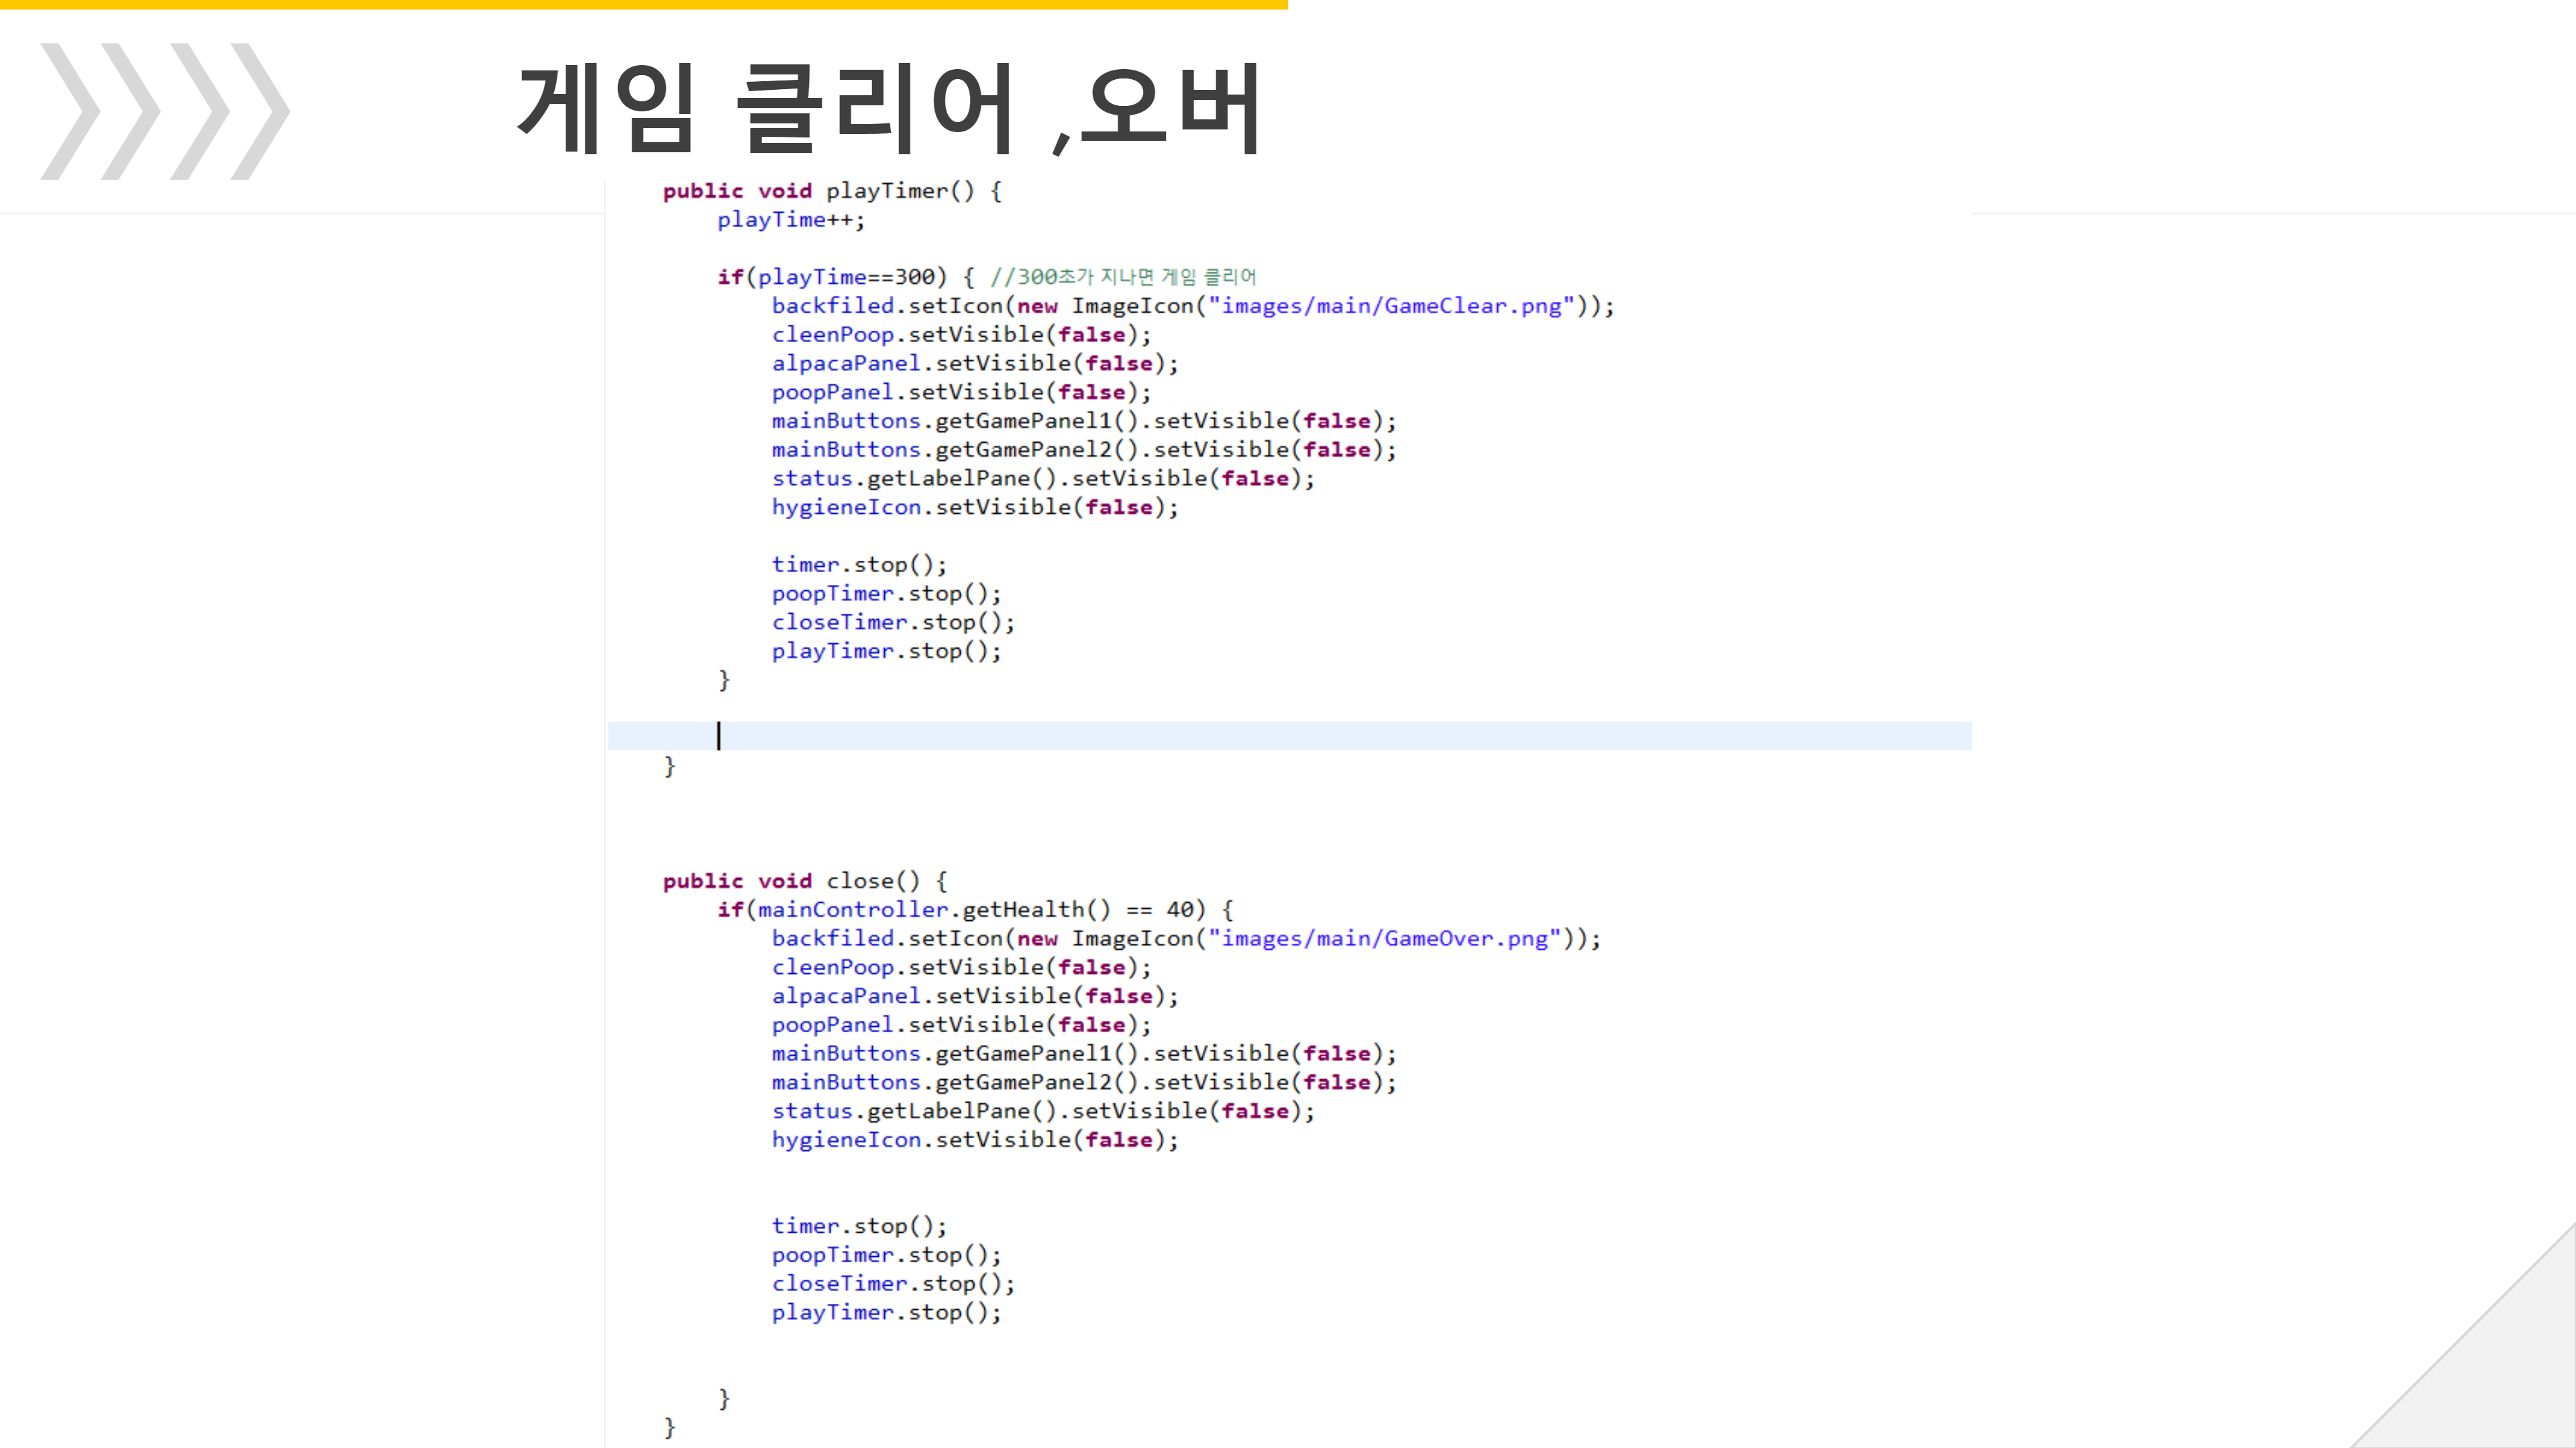 게임 클리어 ,오버
public void playTimer() {
playTime++;
if(playTime==300) { //300초가 지나면 게임 클리어
backfiled.setIcon(new ImageIcon("images/main/GameClear.png"));
cleenPoop.setVisible(false);
alpacaPanel.setVisible(false);
poopPanel.setVisible(false);
mainButtons.getGamePanel1().setVisible(false);
mainButtons.getGamePanel2().setVisible(false);
status.getLabelPane().setVisible(false);
hygieneIcon.setVisible(false);
timer.stop();
poopTimer.stop();
closeTimer.stop();
playTimer.stop();
}
}
public void close() {
if(mainController.getHealth() == 40) {
backfiled.setIcon(new ImageIcon("images/main/GameOver.png"));
cleenPoop.setVisible(false);
alpacaPanel.setVisible(false);
poopPanel.setVisible(false);
mainButtons.getGamePanel1().setVisible(false);
mainButtons.getGamePanel2().setVisible(false);
status.getLabelPane().setVisible(false);
hygieneIcon.setVisible(false);
timer.stop();
poopTimer.stop();
closeTimer.stop();
playTimer.stop();
}
}